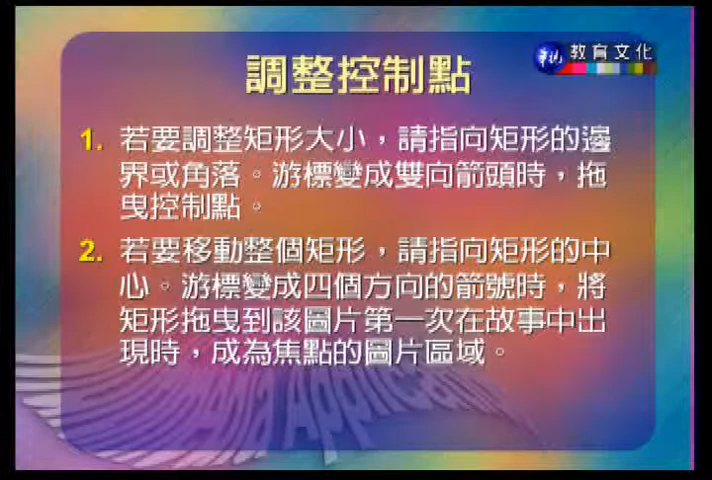 調整控制點
教育文化
1. 若要調整矩形大小，請指向矩形的邊
界或角落。游標變成雙向箭頭時，拖
曳控制點。
2. 若要移動整個矩形，請指向矩形的中
心。游標變成四個方向的箭號時，將
矩形拖曳到該圖片第一次在故事中出
現時，成為焦點的圖片區域。